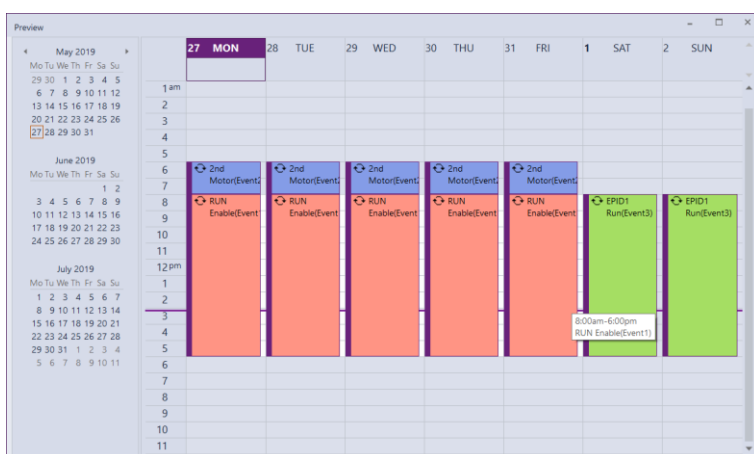 Preview
May 2019
Mo Tu We Th Fr Sa Su
29 30 1 2 3 4 5
6 7 8 9 10 11 12
13 14 15 16 17 18 19
20 21 22 23 24 25 26
27 28 29 30 31
June 2019
Mo Tu We Th Fr Sa Su
1 2
3 4 5 6 7 8 9
10 11 12 13 14 15 16
17 18 19 20 21 22 23
24 25 26 27 28 29 30
July 2019
Mo Tu We Th Fr Sa Su
1 2 3 4 5 6 7
8 9 10 11 12 13 14
15 16 17 18 19 20 21
22 23 24 25 26 27 28
29 30 31 1 2 3 4
5 6 7 8 9 10 11
27 MON 28 TUE 29 WED 30 THU 31 FRI 1 SAT 2 SUN
1 am
2
3
4
5
6 2nd 2nd 2nd 2nd 2nd
Motor(Event2 Motor(Event2 Motor(Event2 Motor(Event2 Motor(Event2
7
8 RUN RUN RUN RUN RUN EPID1 EPID1
Enable(Event Enable(Event Enable(Event Enable(Event Enable(Event Run(Event3) Run(Event3)
9
10
11
12 pm
1
2
3
8:00am-6:00pm
RUN Enable(Event1)
4
5
6
7
8
9
10
11